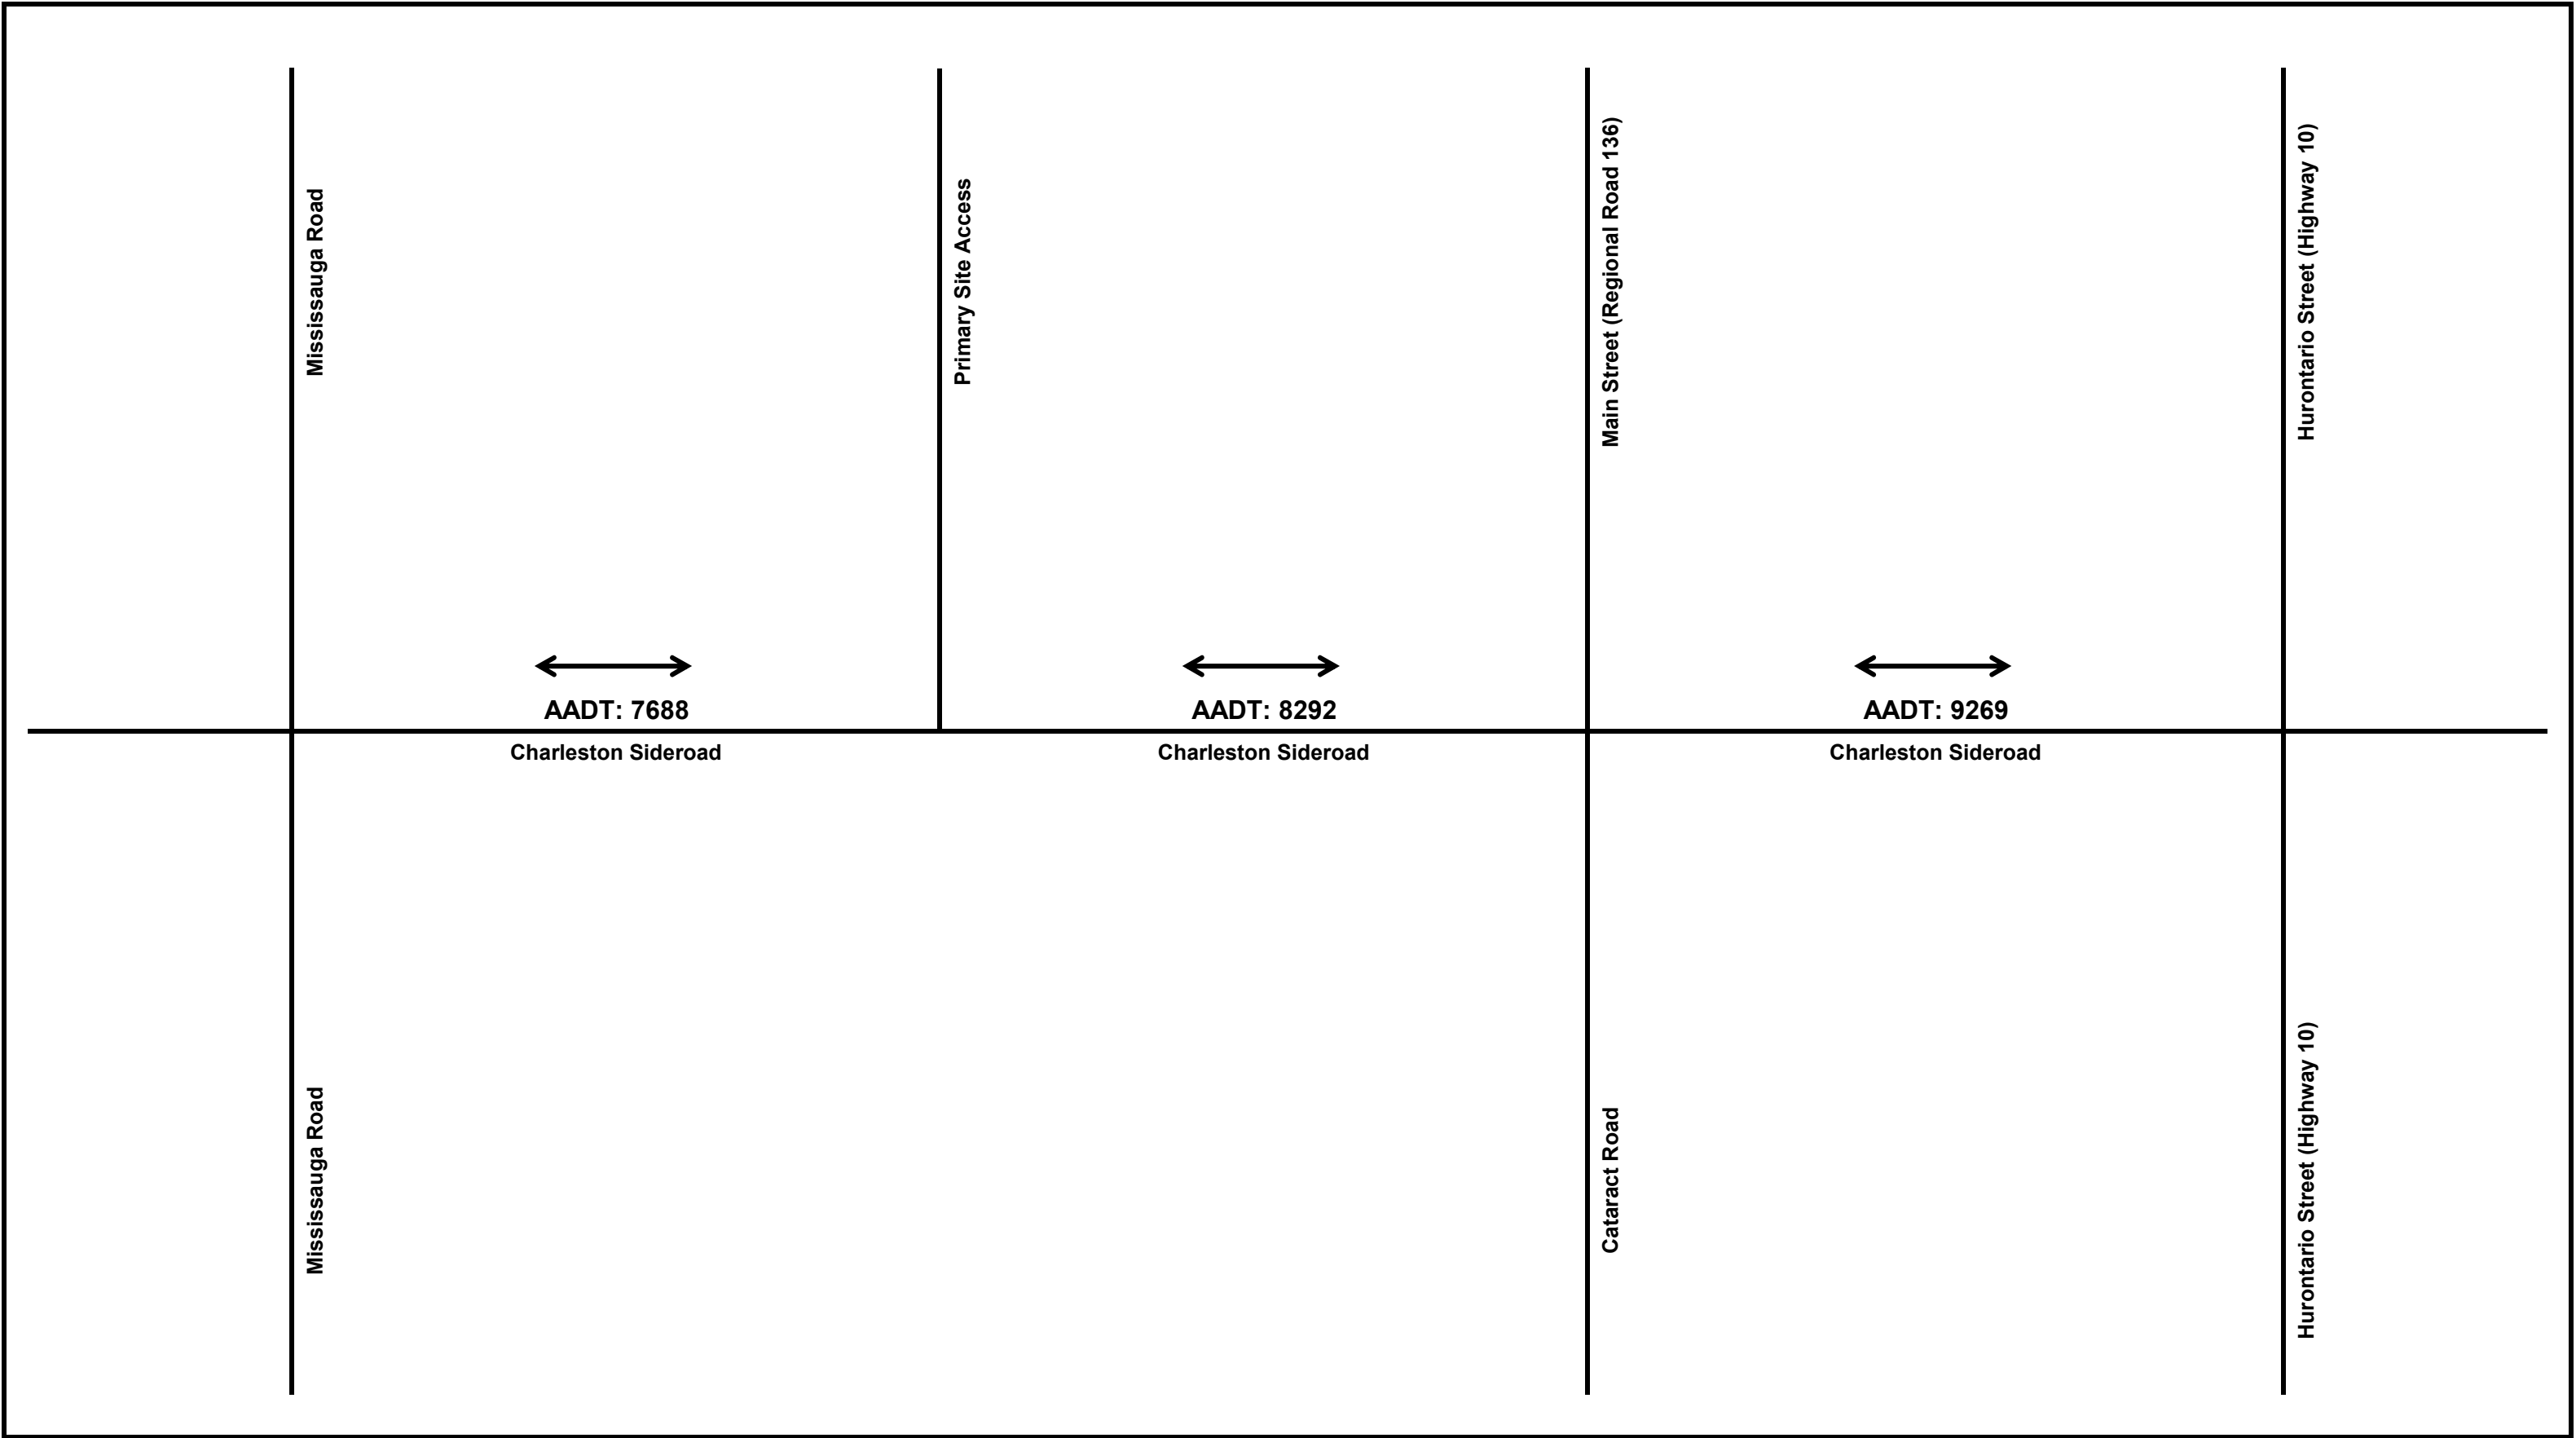 Mississauga Road
Primary Site Access
Main Street (Regional Road 136)
Hurontario Street (Highway 10)
AADT: 7688
AADT: 8292
AADT: 9269
Charleston Sideroad
Charleston Sideroad
Charleston Sideroad
Mississauga Road
Cataract Road
Hurontario Street (Highway 10)